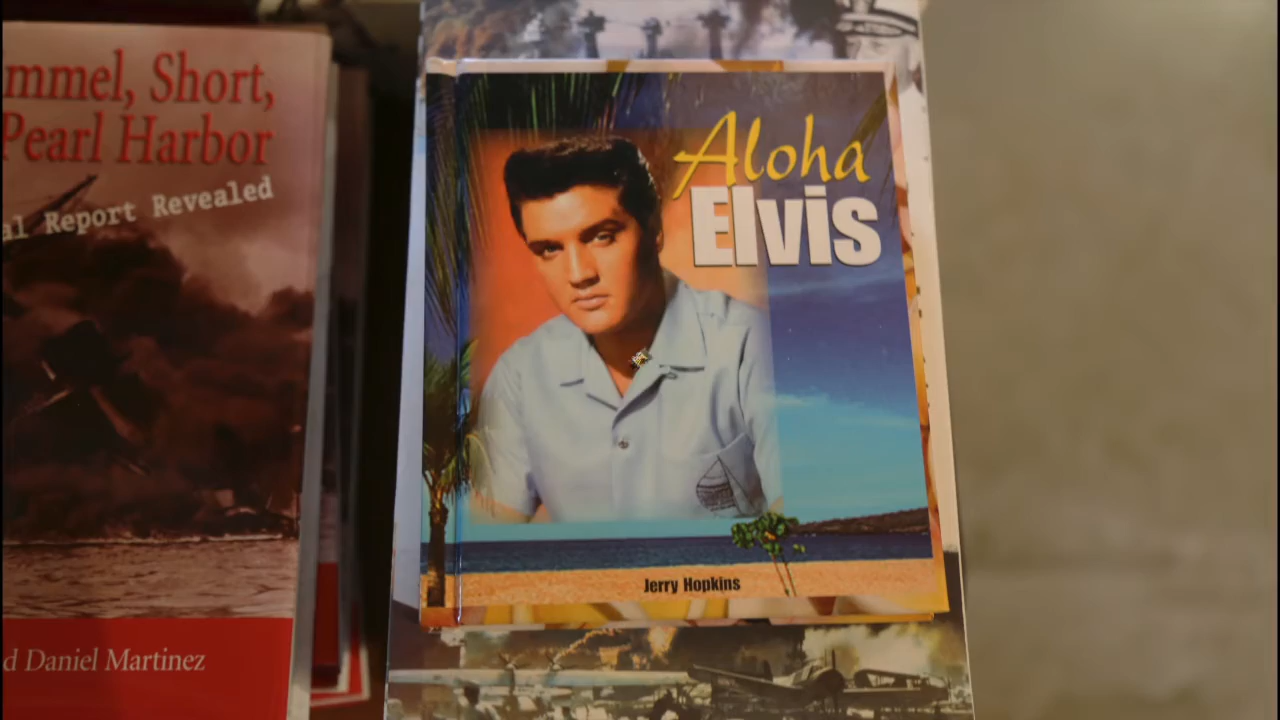 mmel, Short,
Pearl Harbor
al Report Revealed
d Daniel Martinez
Aloha
Elvis
Jerry Hopkins